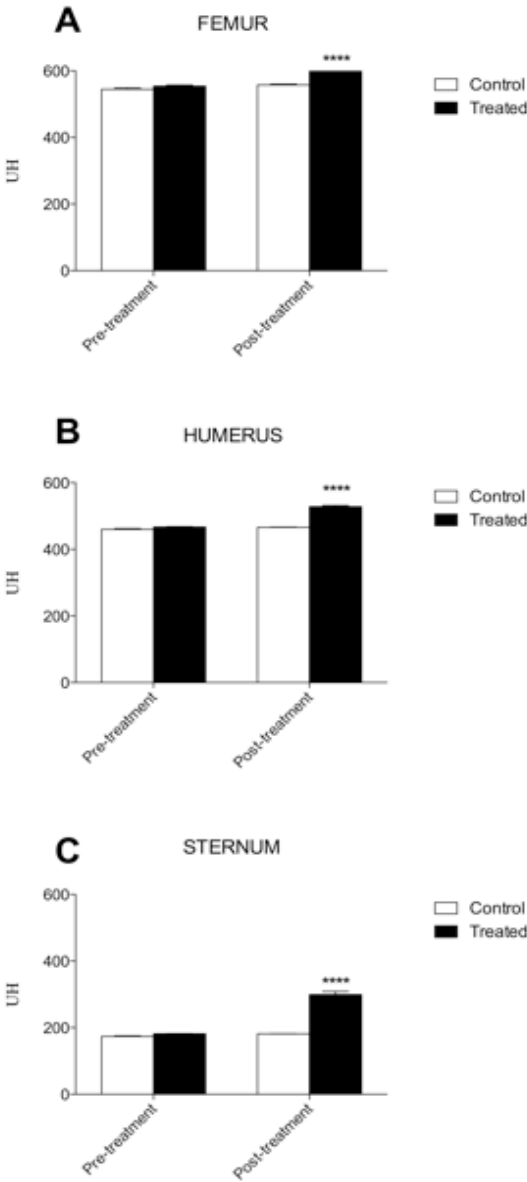 A
FEMUR
600
400
200
0
UH
****
Control
Treated
Pre-treatment
Post-treatment
B
HUMERUS
600
400
200
0
UH
****
Control
Treated
Pre-treatment
Post-treatment
C
STERNUM
600
400
200
0
UH
****
Control
Treated
Pre-treatment
Post-treatment